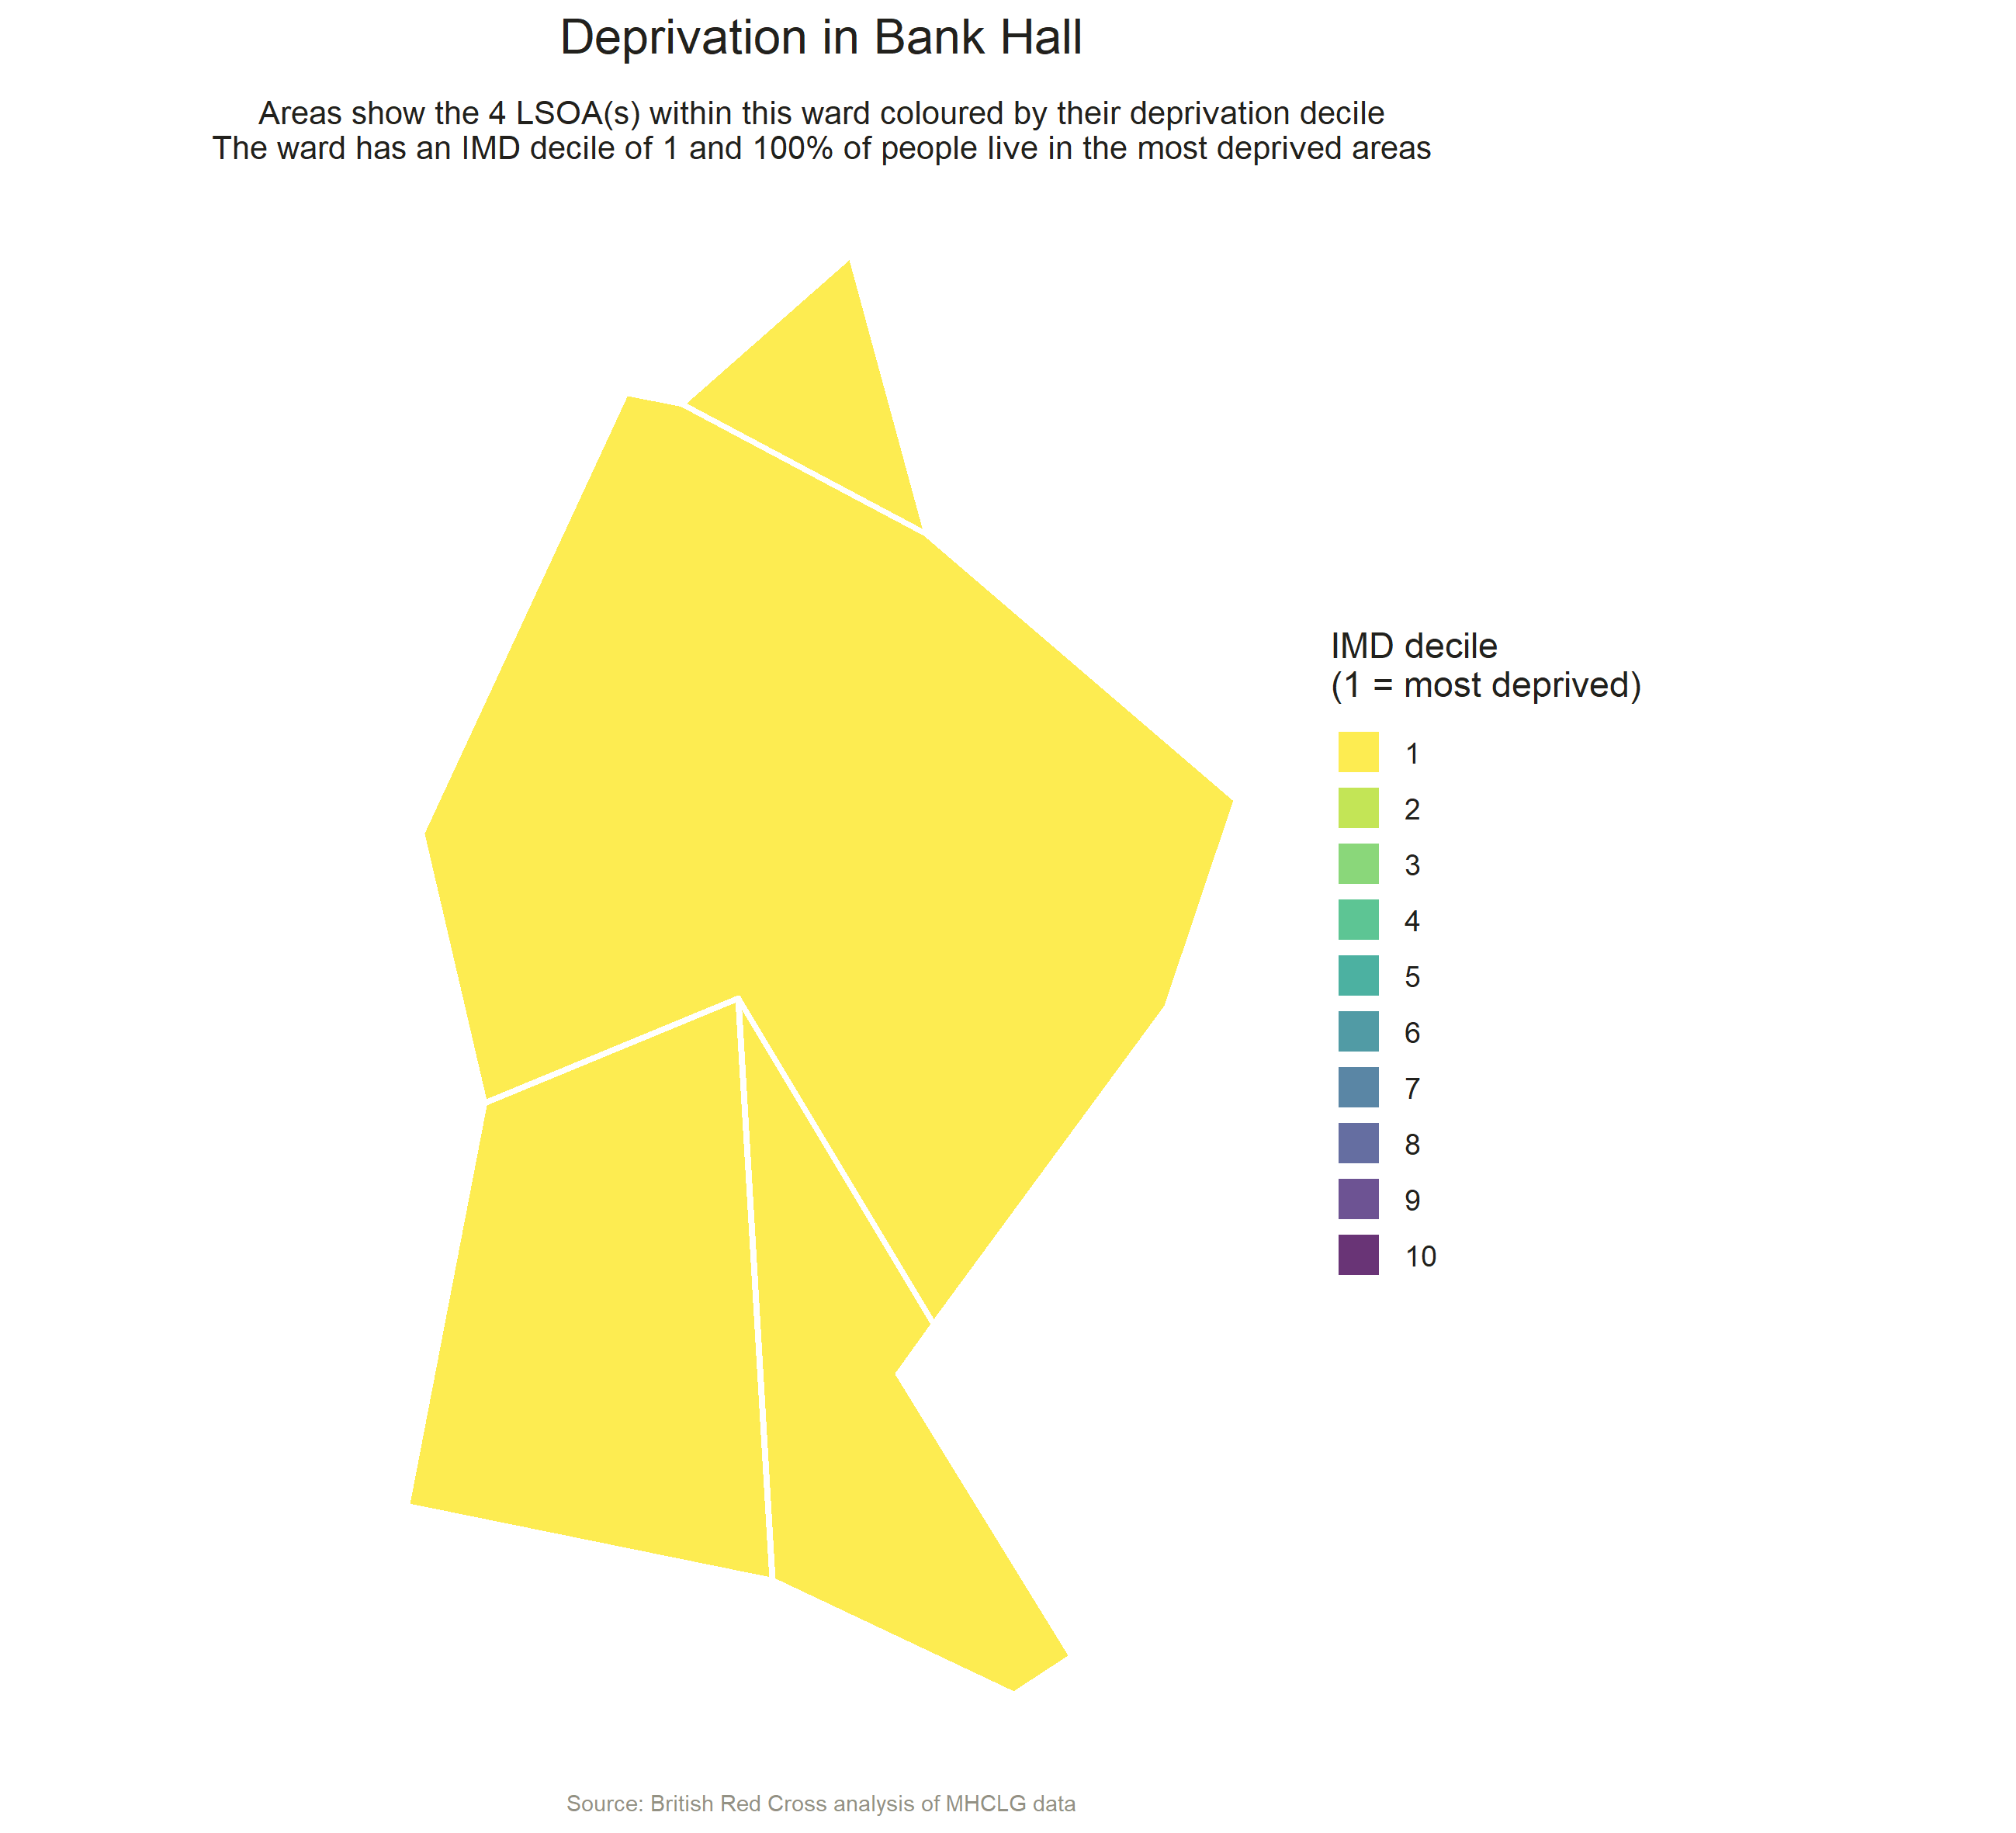 Deprivation in Bank Hall
Areas show the 4 LSOA(s) within this ward coloured by their deprivation decile
The ward has an IMD decile of 1 and 100% of people live in the most deprived areas
IMD decile
(1 = most deprived)
1
2
3
4
5
6
7
8
9
10
Source: British Red Cross analysis of MHCLG data